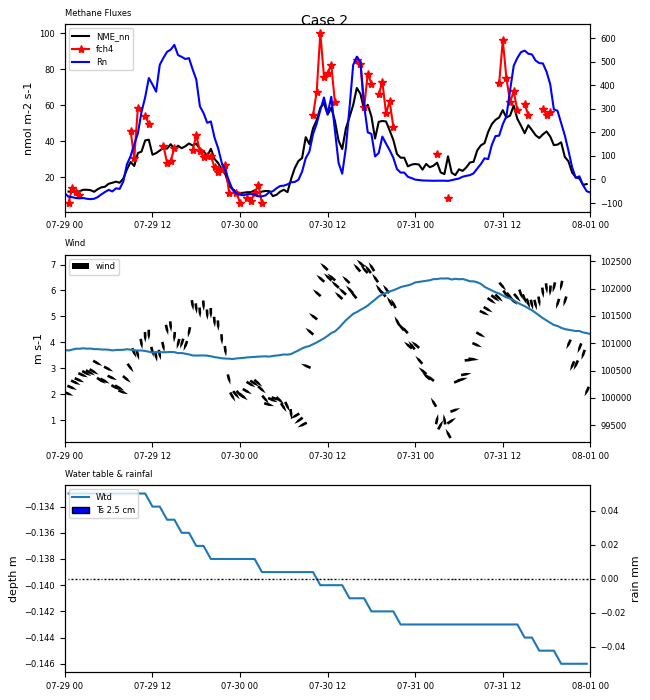 Case 2
Methane Fluxes
NME_nn
fch4
Rn
nmol m-2 s-1
100
80
60
40
20
600
500
400
300
200
100
0
−100
07-29 00 07-29 12 07-30 00 07-30 12 07-31 00 07-31 12 08-01 00
Wind
wind
m s-1
7
6
5
4
3
2
1
102500
102000
101500
101000
100500
100000
99500
07-29 00 07-29 12 07-30 00 07-30 12 07-31 00 07-31 12 08-01 00
Water table & rainfal
Wtd
Ts 2.5 cm
depth m
−0.134
−0.136
−0.138
−0.140
−0.142
−0.144
−0.146
0.04
0.02
0.00
−0.02
−0.04
rain mm
07-29 00 07-29 12 07-30 00 07-30 12 07-31 00 07-31 12 08-01 00